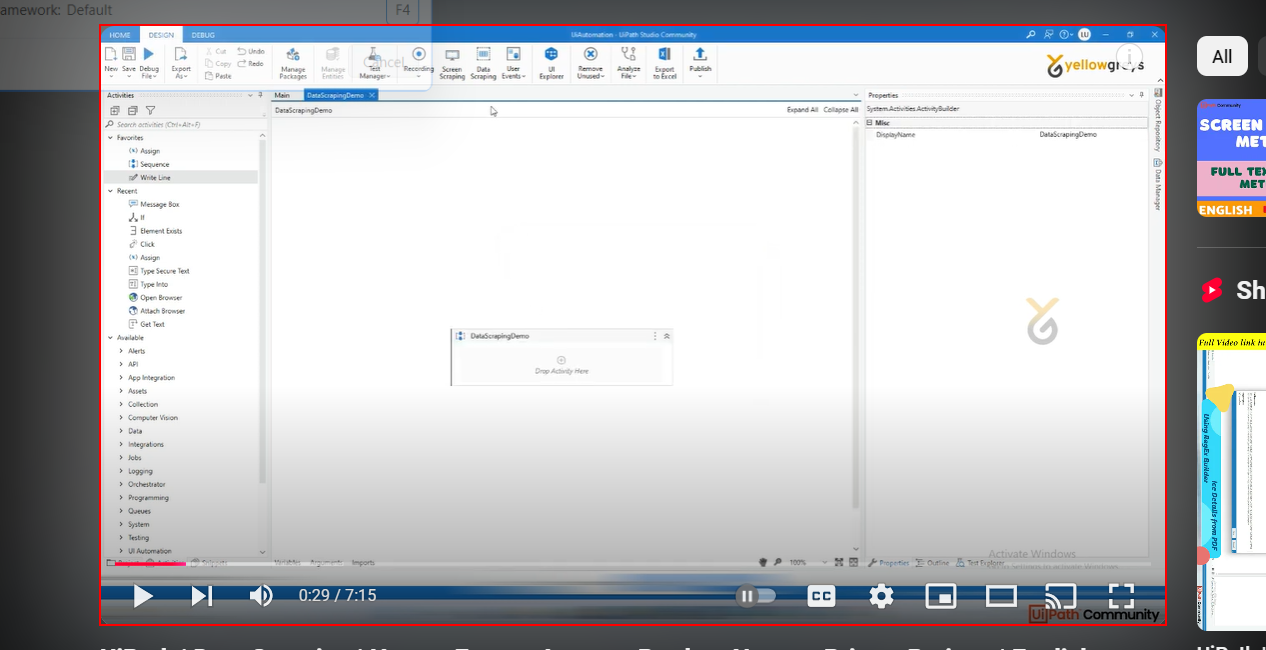 amework: Default
F4
Cancel
HOME DESIGN DEBUG
UiAutomation - UiPath Studio Community
LU
New Save Debug File Export As
Cut Copy Paste Undo Redo
Manage Packages
Manage Entities
Test Manager
Recording
Screen Scraping
Data Scraping
User Events
UI Explorer
Remove Unused
Analyze File
Export to Excel
Publish
yellowgreys
All
Activities
Search activities (Ctrl+Alt+F)
Favorites
Assign
Sequence
Write Line
Recent
Message Box
If
Element Exists
Click
Assign
Type Secure Text
Type Into
Open Browser
Attach Browser
Get Text
Available
Alerts
API
App Integration
Assets
Collection
Computer Vision
Data
Integrations
Jobs
Logging
Orchestrator
Programming
Queues
System
Testing
UI Automation
Main DataScrapingDemo
DataScrapingDemo
Expand All Collapse All
DataScrapingDemo
Drop Activity Here
Variables Arguments Imports
100%
Properties
System.Activities.ActivityBuilder
Misc
DisplayName DataScrapingDemo
Object Repository
Data Manager
Properties Outline Test Explorer
Activate Windows
0:29 / 7:15
CC
UiPath Community
SCREEN
MET
FULL TEX
MET
ENGLISH
Sh
Full Video link h
Using RegEx Builder
ice Details from PDF